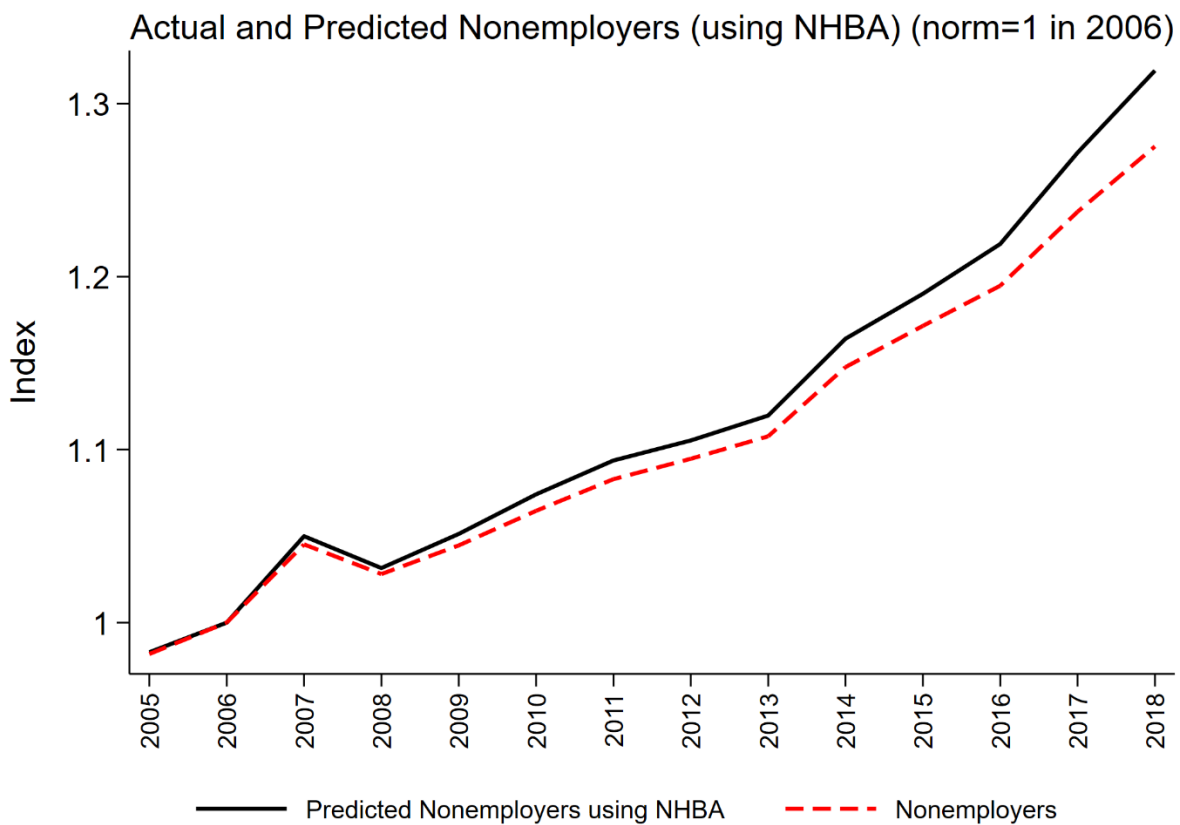 Actual and Predicted Nonemployers (using NHBA) (norm=1 in 2006)
Index
1.3
1.2
1.1
1
2005 2006 2007 2008 2009 2010 2011 2012 2013 2014 2015 2016 2017 2018
Predicted Nonemployers using NHBA Nonemployers